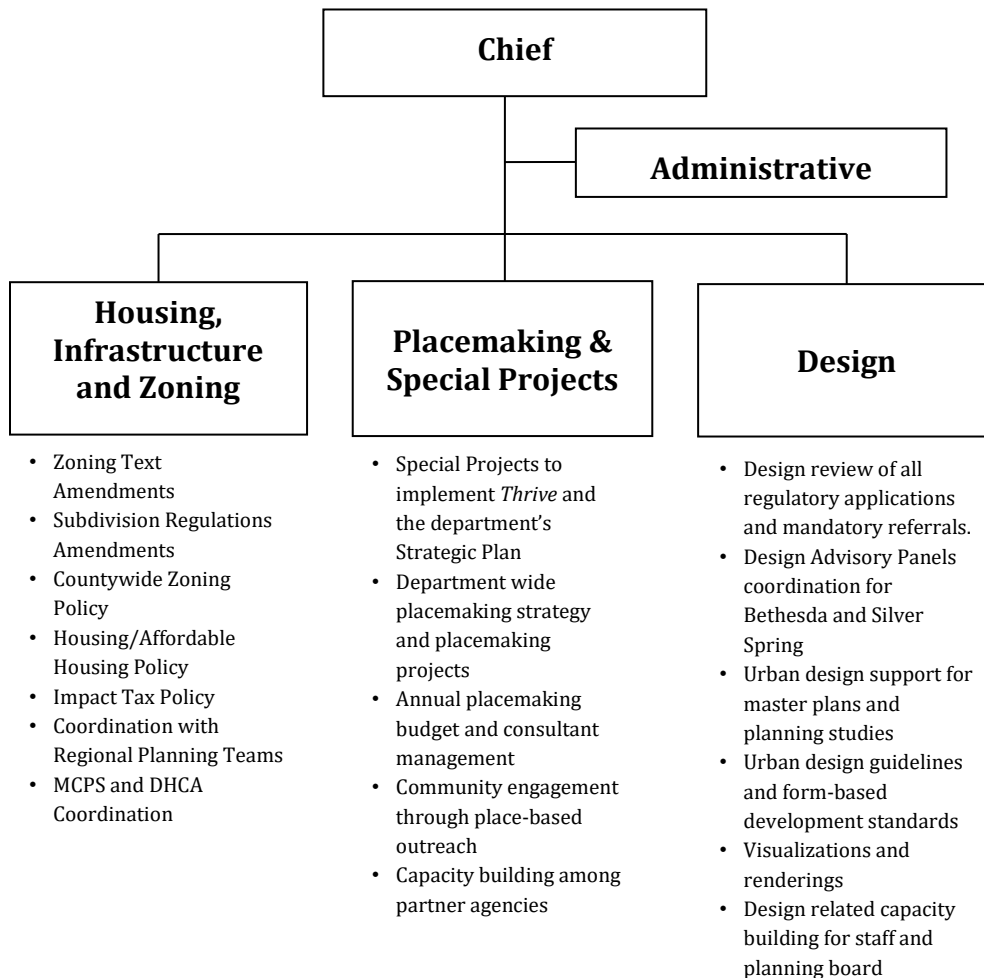 Chief
Administrative
Housing,
Infrastructure
and Zoning
• Zoning Text
Amendments
• Subdivision Regulations
Amendments
• Countywide Zoning
Policy
• Housing/Affordable
Housing Policy
• Impact Tax Policy
• Coordination with
Regional Planning Teams
• MCPS and DHCA
Coordination
Placemaking &
Special Projects
• Special Projects to
implement Thrive and
the department's
Strategic Plan
• Department wide
placemaking strategy
and placemaking
projects
• Annual placemaking
budget and consultant
management
• Community engagement
through place-based
outreach
• Capacity building among
partner agencies
Design
• Design review of all
regulatory applications
and mandatory referrals.
• Design Advisory Panels
coordination for
Bethesda and Silver
Spring
• Urban design support for
master plans and
planning studies
• Urban design guidelines
and form-based
development standards
• Visualizations and
renderings
• Design related capacity
building for staff and
planning board